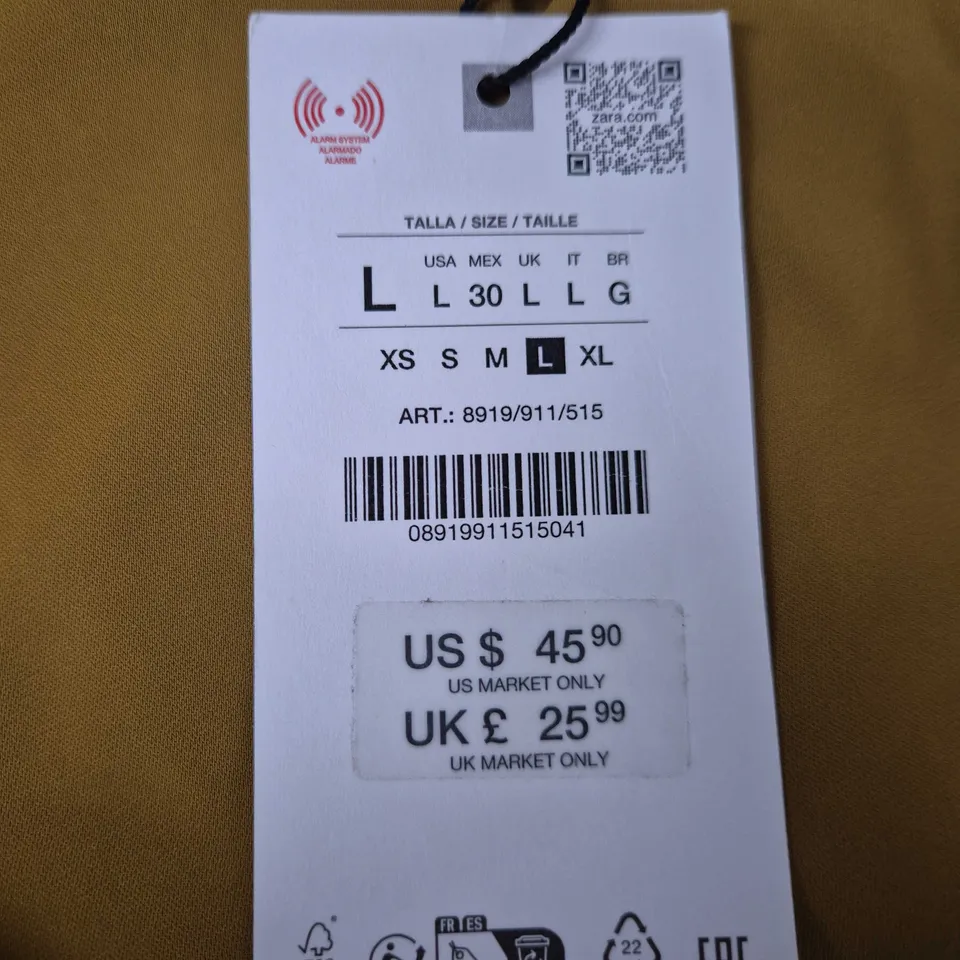 zara.com
ALARM SYSTEM
ALARMADO
ALARME
TALLA / SIZE / TAILLE
USA MEX UK IT BR
L L 30 L L G
XS S M L XL
ART.: 8919/911/515
08919911515041
US $ 45 90
US MARKET ONLY
UK £ 25 99
UK MARKET ONLY
FR ES
22